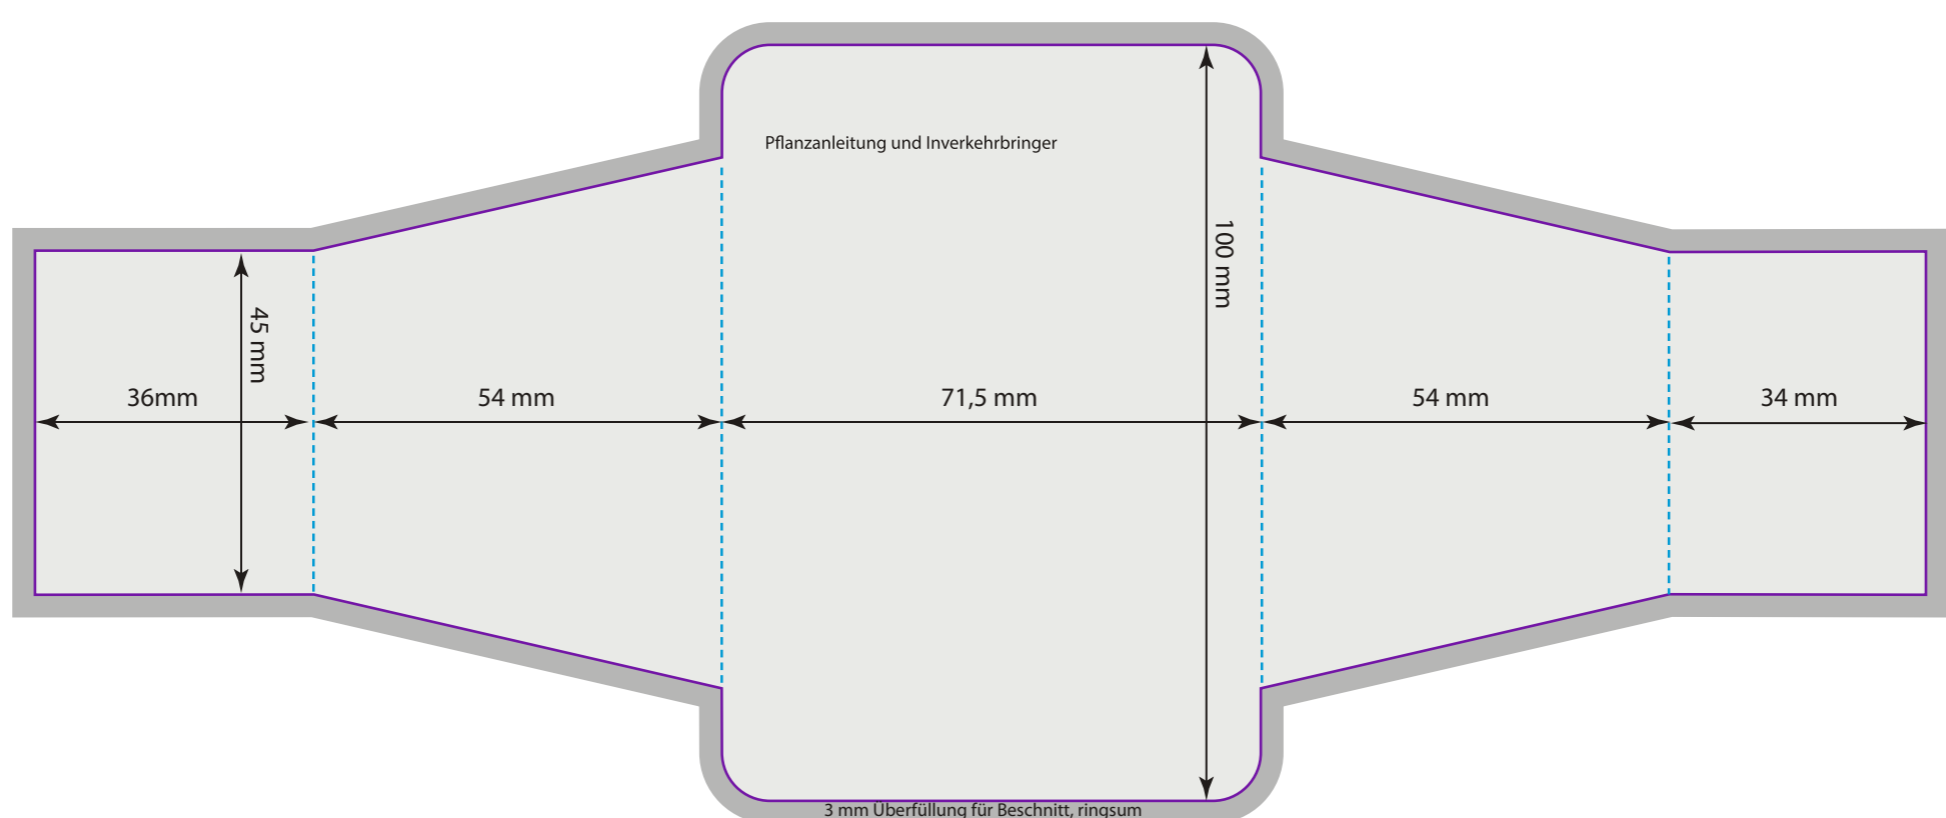 Pflanzanleitung und Inverkehrbringer
100 mm
45 mm
36mm
54 mm
71,5 mm
54 mm
34 mm
3 mm Überfüllung für Beschnitt, ringsum